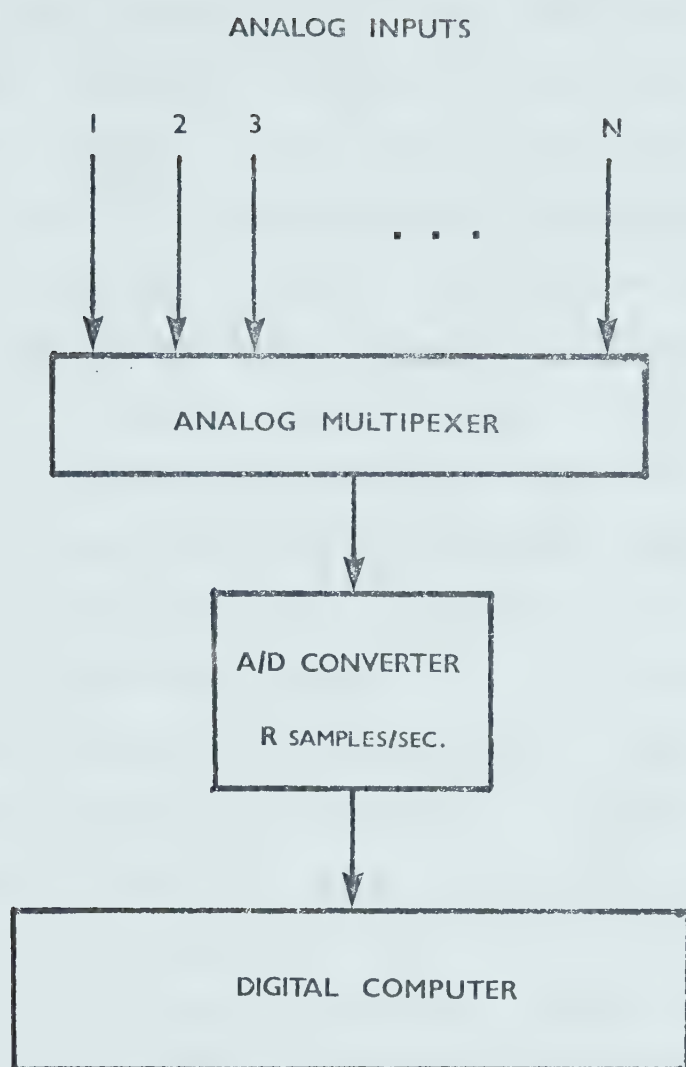 ANALOG INPUTS
1 2 3 . . . N
ANALOG MULTIPEXER
A/D CONVERTER
R SAMPLES/SEC.
DIGITAL COMPUTER